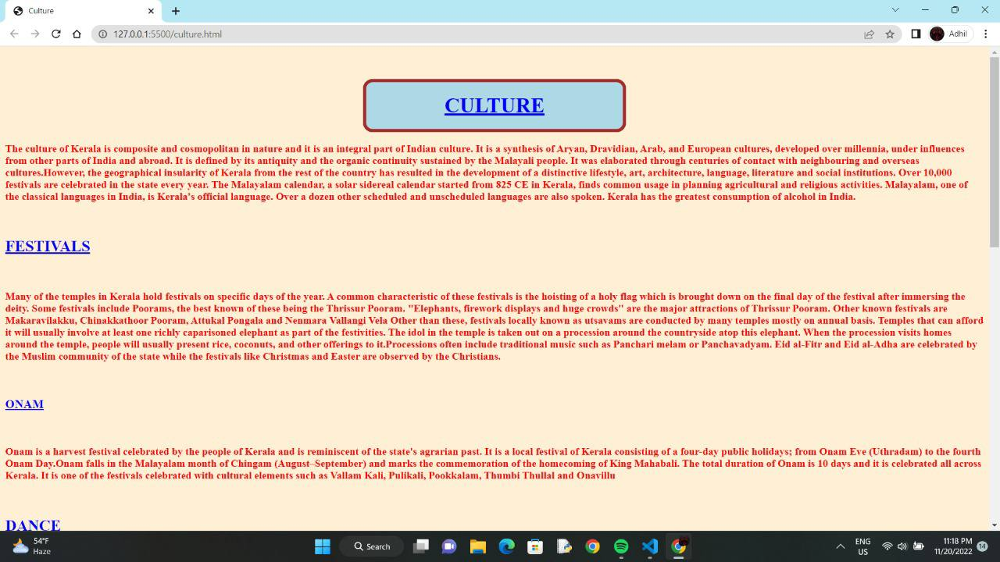 Culture
127.0.0.1:5500/culture.html
Adhil
CULTURE
The culture of Kerala is composite and cosmopolitan in nature and it is an integral part of Indian culture. It is a synthesis of Aryan, Dravidian, Arab, and European cultures, developed over millennia, under influences
from other parts of India and abroad. It is defined by its antiquity and the organic continuity sustained by the Malayali people. It was elaborated through centuries of contact with neighbouring and overseas
cultures.However, the geographical insularity of Kerala from the rest of the country has resulted in the development of a distinctive lifestyle, art, architecture, language, literature and social institutions. Over 10,000
festivals are celebrated in the state every year. The Malayalam calendar, a solar sidereal calendar started from 825 CE in Kerala, finds common usage in planning agricultural and religious activities. Malayalam, one of
the classical languages in India, is Kerala's official language. Over a dozen other scheduled and unscheduled languages are also spoken. Kerala has the greatest consumption of alcohol in India.
FESTIVALS
Many of the temples in Kerala hold festivals on specific days of the year. A common characteristic of these festivals is the hoisting of a holy flag which is brought down on the final day of the festival after immersing the
deity. Some festivals include Poorams, the best known of these being the Thrissur Pooram. "Elephants, firework displays and huge crowds" are the major attractions of Thrissur Pooram. Other known festivals are
Makaravilakku, Chinakkathoor Pooram, Attukal Pongala and Nenmara Vallangi Vela Other than these, festivals locally known as utsavams are conducted by many temples mostly on annual basis. Temples that can afford
it will usually involve at least one richly caparisoned elephant as part of the festivities. The idol in the temple is taken out on a procession around the countryside atop this elephant. When the procession visits homes
around the temple, people will usually present rice, coconuts, and other offerings to it.Processions often include traditional music such as Panchari melam or Panchavadyam. Eid al-Fitr and Eid al-Adha are celebrated by
the Muslim community of the state while the festivals like Christmas and Easter are observed by the Christians.
ONAM
Onam is a harvest festival celebrated by the people of Kerala and is reminiscent of the state's agrarian past. It is a local festival of Kerala consisting of a four-day public holidays; from Onam Eve (Uthradam) to the fourth
Onam Day.Onam falls in the Malayalam month of Chingam (August–September) and marks the commemoration of the homecoming of King Mahabali. The total duration of Onam is 10 days and it is celebrated all across
Kerala. It is one of the festivals celebrated with cultural elements such as Vallam Kali, Pulikali, Pookkalam, Thumbi Thullal and Onavillu
DANCE
54°F
Haze
Search
ENG
US
11:18 PM
11/20/2022
14